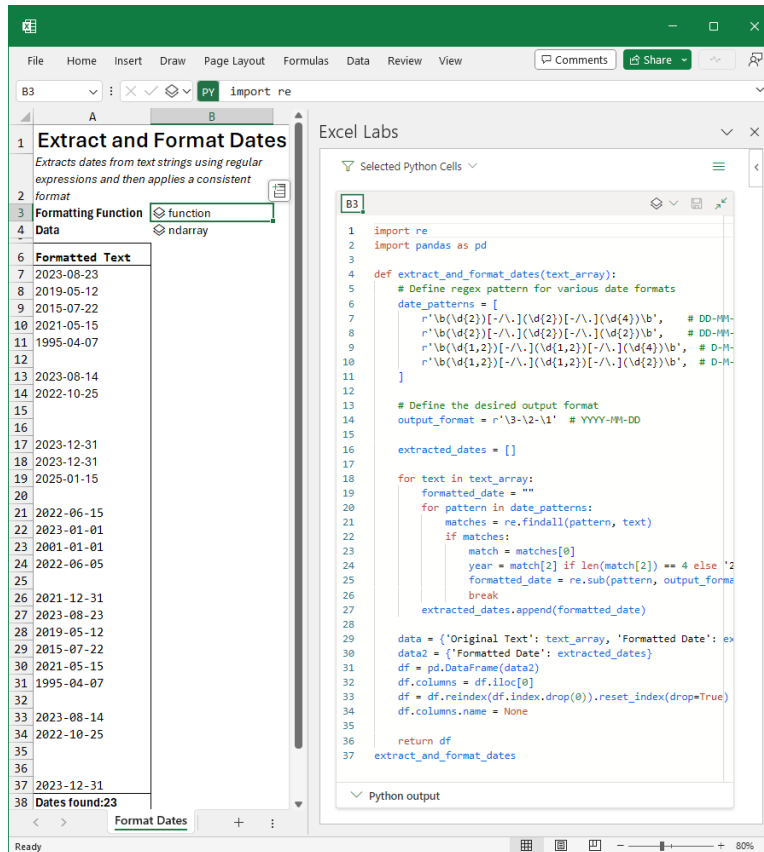 File Home Insert Draw Page Layout Formulas Data Review View Comments Share
B3 PY import re
A B
1 Extract and Format Dates
Extracts dates from text strings using regular
expressions and then applies a consistent
2 format
3 Formatting Function function
4 Data ndarray
6 Formatted Text
7 2023-08-23
8 2019-05-12
9 2015-07-22
10 2021-05-15
11 1995-04-07
12
13 2023-08-14
14 2022-10-25
15
16
17 2023-12-31
18 2023-12-31
19 2025-01-15
20
21 2022-06-15
22 2023-01-01
23 2001-01-01
24 2022-06-05
25
26 2021-12-31
27 2023-08-23
28 2019-05-12
29 2015-07-22
30 2021-05-15
31 1995-04-07
32
33 2023-08-14
34 2022-10-25
35
36
37 2023-12-31
38 Dates found:23
Format Dates
Ready 80%
Excel Labs
Selected Python Cells
B3
1 import re
2 import pandas as pd
3
4 def extract_and_format_dates(text_array):
5 # Define regex pattern for various date formats
6 date_patterns = [
7 r'\b(\d{2})[-/\.](\d{2})[-/\.](\d{4})\b', # DD-MM-
8 r'\b(\d{2})[-/\.](\d{2})[-/\.](\d{2})\b', # DD-MM-
9 r'\b(\d{1,2})[-/\.](\d{1,2})[-/\.](\d{4})\b', # D-M-
10 r'\b(\d{1,2})[-/\.](\d{1,2})[-/\.](\d{2})\b', # D-M-
11 ]
12
13 # Define the desired output format
14 output_format = r'\3-\2-\1' # YYYY-MM-DD
15
16 extracted_dates = []
17
18 for text in text_array:
19 formatted_date = ""
20 for pattern in date_patterns:
21 matches = re.findall(pattern, text)
22 if matches:
23 match = matches[0]
24 year = match[2] if len(match[2]) == 4 else '2
25 formatted_date = re.sub(pattern, output_forma
26 break
27 extracted_dates.append(formatted_date)
28
29 data = {'Original Text': text_array, 'Formatted Date': ex
30 data2 = {'Formatted Date': extracted_dates}
31 df = pd.DataFrame(data2)
32 df.columns = df.iloc[0]
33 df = df.reindex(df.index.drop(0)).reset_index(drop=True)
34 df.columns.name = None
35
36 return df
37 extract_and_format_dates
Python output